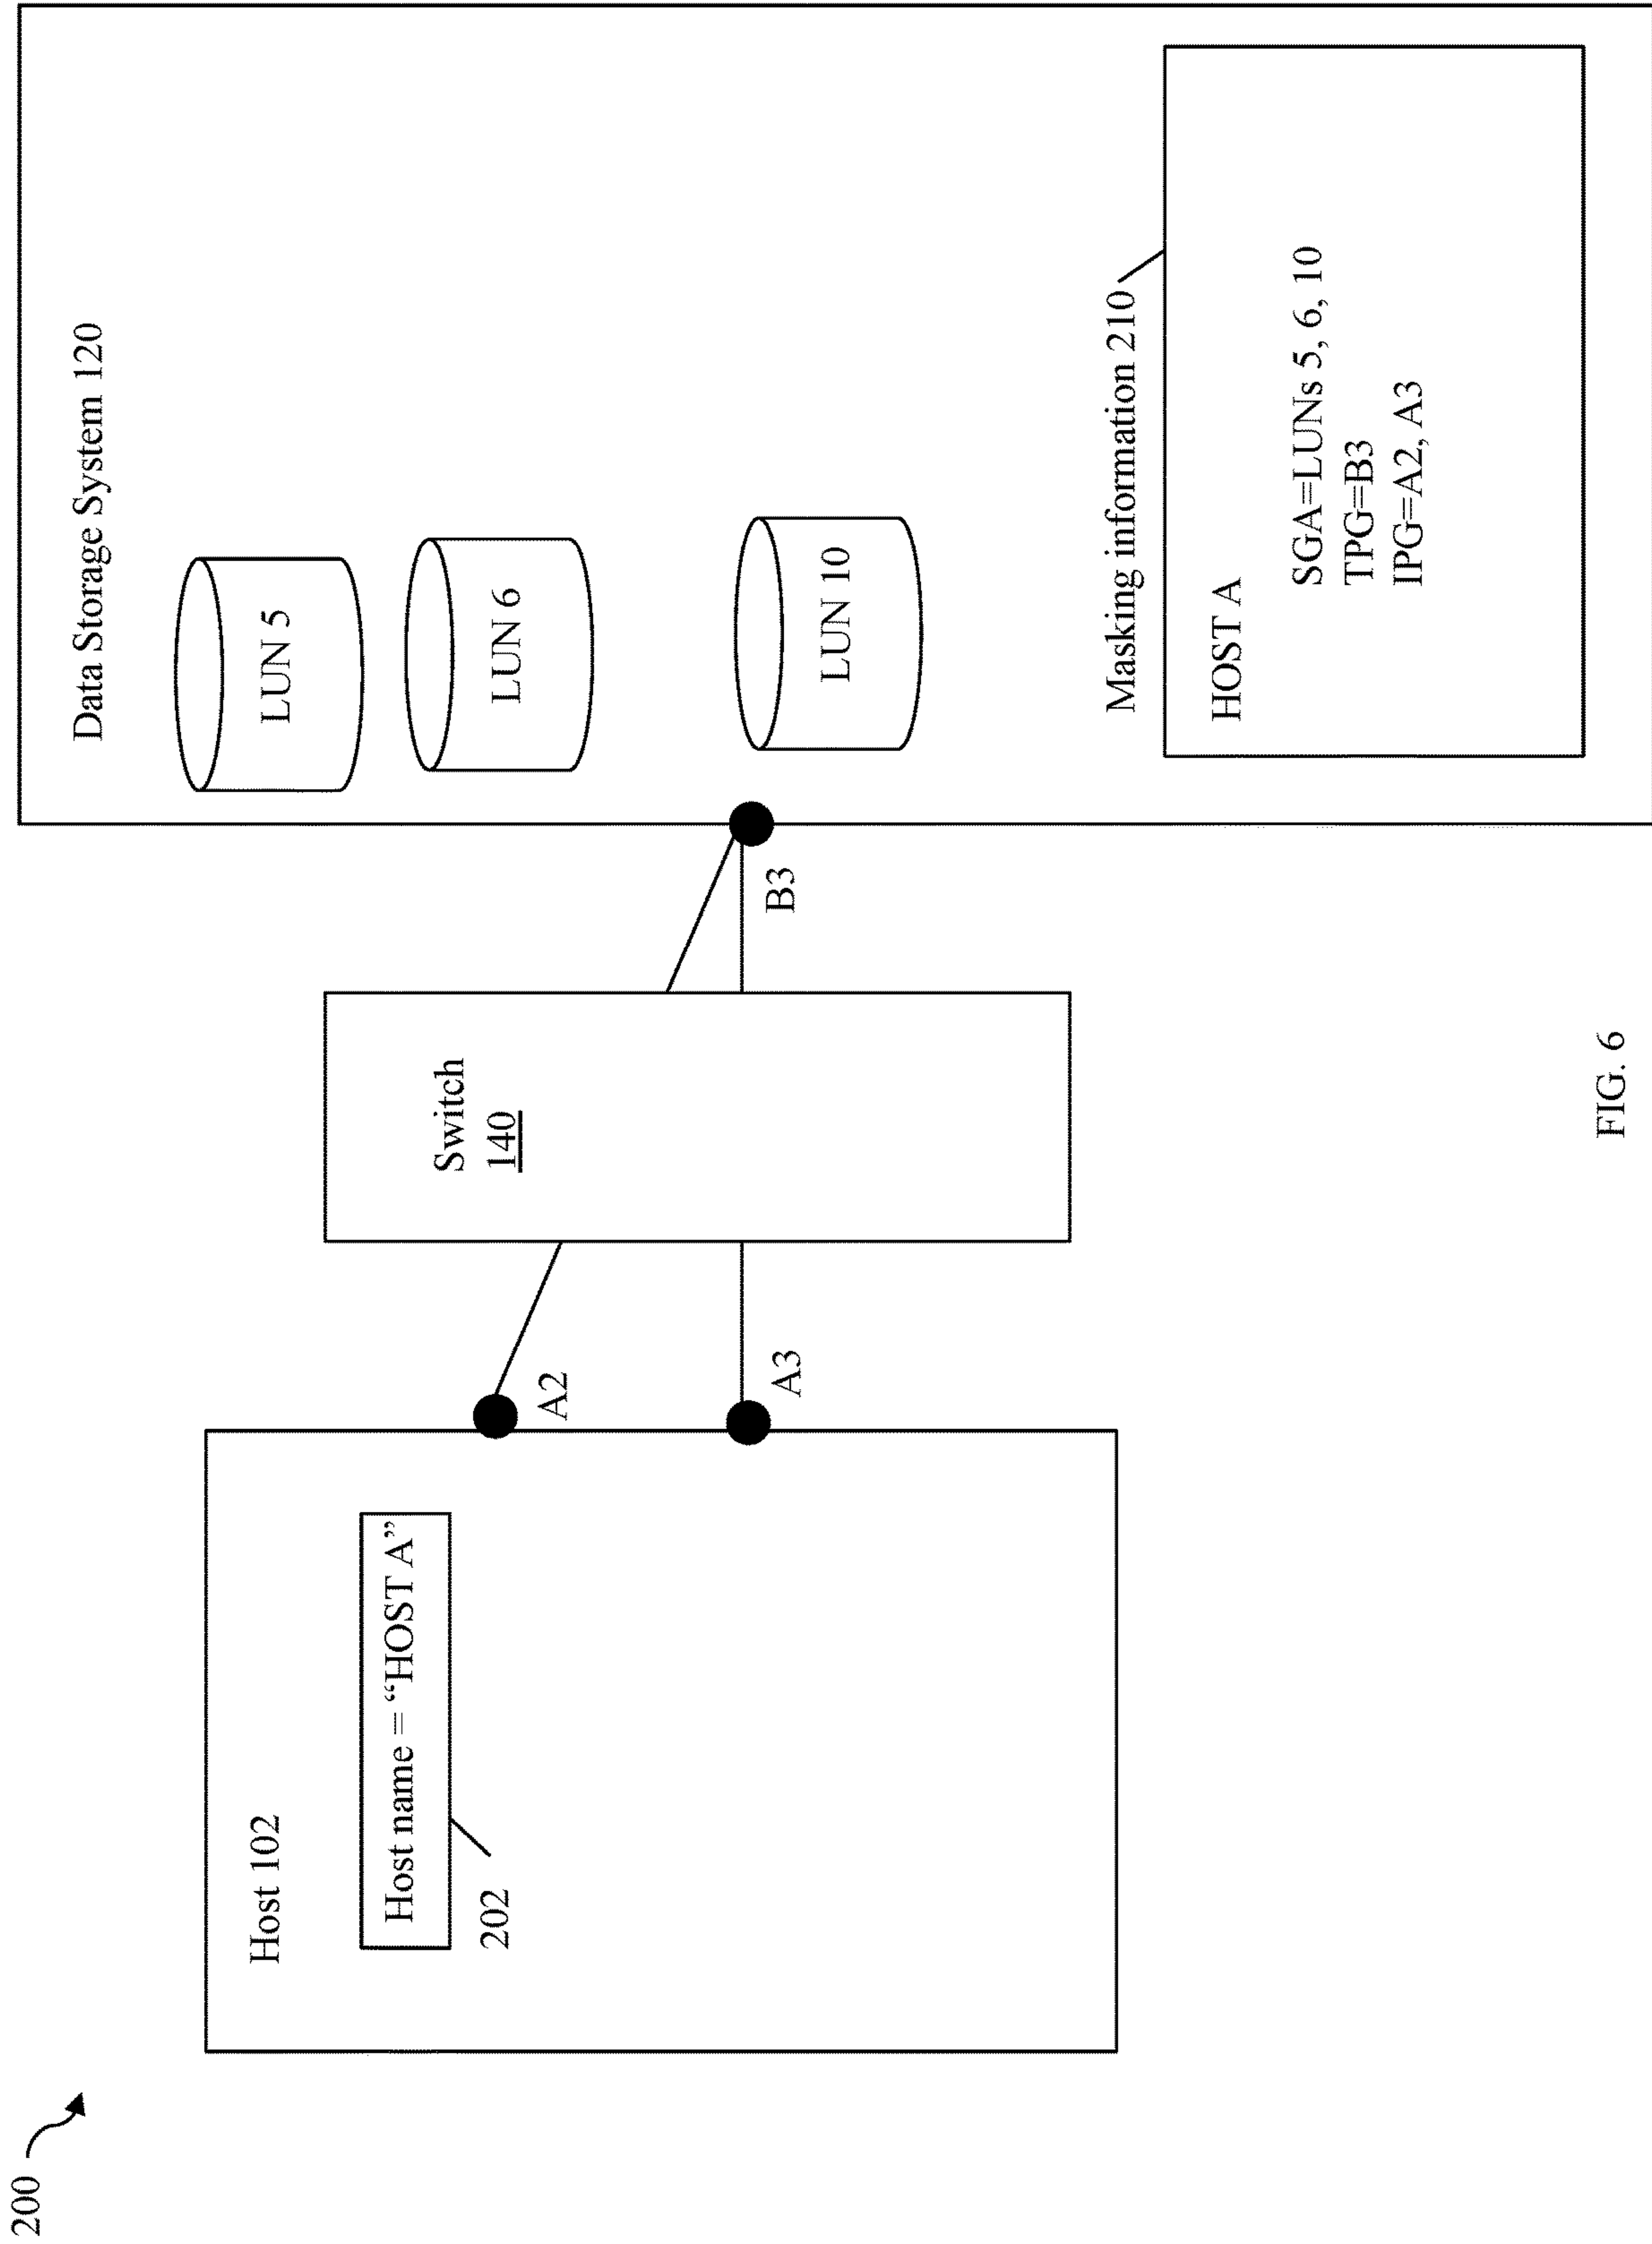 200
Host 102
Host name = “HOST A”
202
A2
A3
Switch
140
B3
Data Storage System 120
LUN 5
LUN 6
LUN 10
Masking information 210
HOST A
SGA=LUNs 5, 6, 10
TPG=B3
IPG=A2, A3
FIG. 6